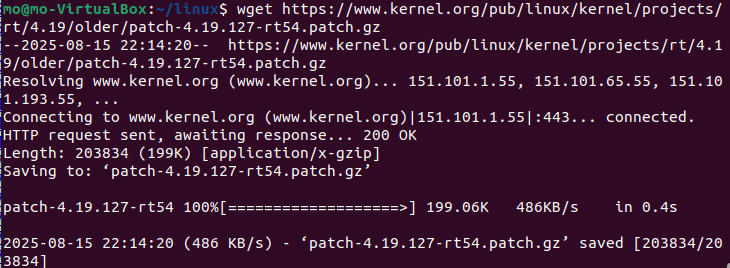 mo@mo-VirtualBox:~/linux$ wget https://www.kernel.org/pub/linux/kernel/projects/
rt/4.19/older/patch-4.19.127-rt54.patch.gz
--2025-08-15 22:14:20--  https://www.kernel.org/pub/linux/kernel/projects/rt/4.1
9/older/patch-4.19.127-rt54.patch.gz
Resolving www.kernel.org (www.kernel.org)... 151.101.1.55, 151.101.65.55, 151.10
1.193.55, ...
Connecting to www.kernel.org (www.kernel.org)|151.101.1.55|:443... connected.
HTTP request sent, awaiting response... 200 OK
Length: 203834 (199K) [application/x-gzip]
Saving to: ‘patch-4.19.127-rt54.patch.gz’
patch-4.19.127-rt54 100%[===================>] 199.06K   486KB/s    in 0.4s
2025-08-15 22:14:20 (486 KB/s) - ‘patch-4.19.127-rt54.patch.gz’ saved [203834/20
3834]